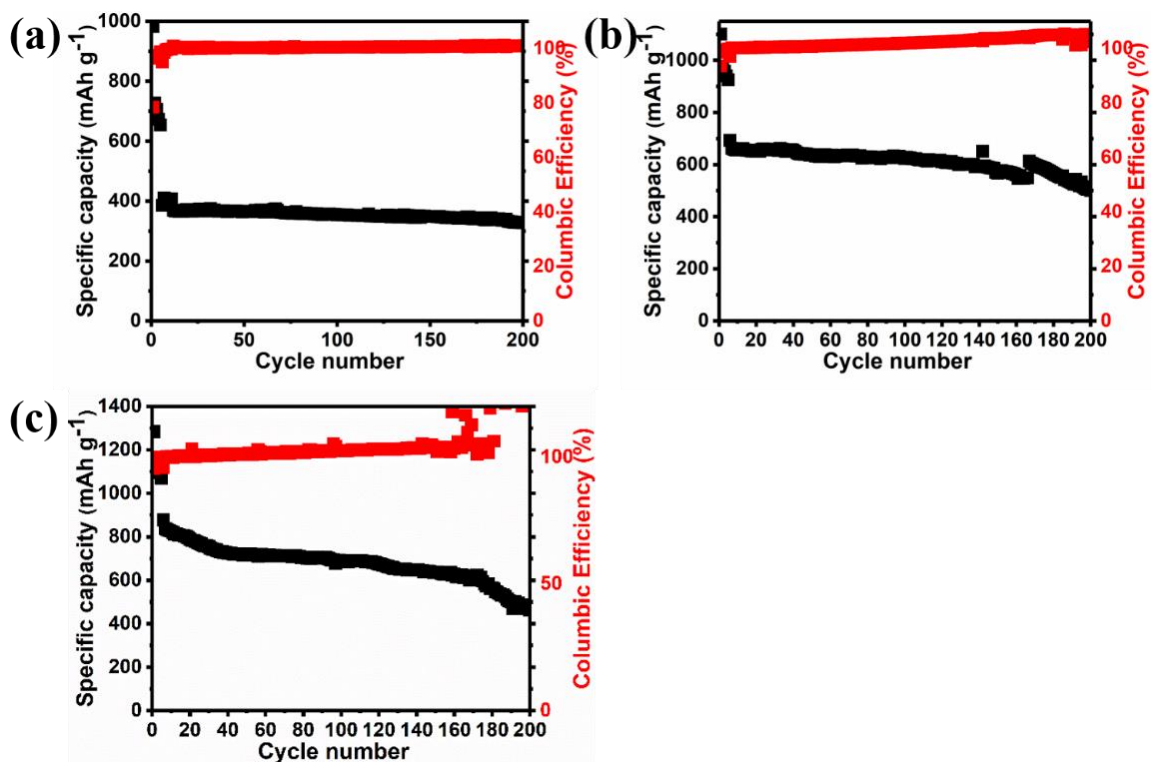 (a)
Specific capacity (mAh g-1)
1000
800
600
400
200
0
100
80
60
40
20
0
Columbic Efficiency (%)
0 50 100 150 200
Cycle number
(b)
Specific capacity (mAh g-1)
1000
800
600
400
200
0
100
80
60
40
20
0
Columbic Efficiency (%)
0 20 40 60 80 100 120 140 160 180 200
Cycle number
(c)
Specific capacity (mAh g-1)
1400
1200
1000
800
600
400
200
0
100
50
0
Columbic Efficiency (%)
0 20 40 60 80 100 120 140 160 180 200
Cycle number